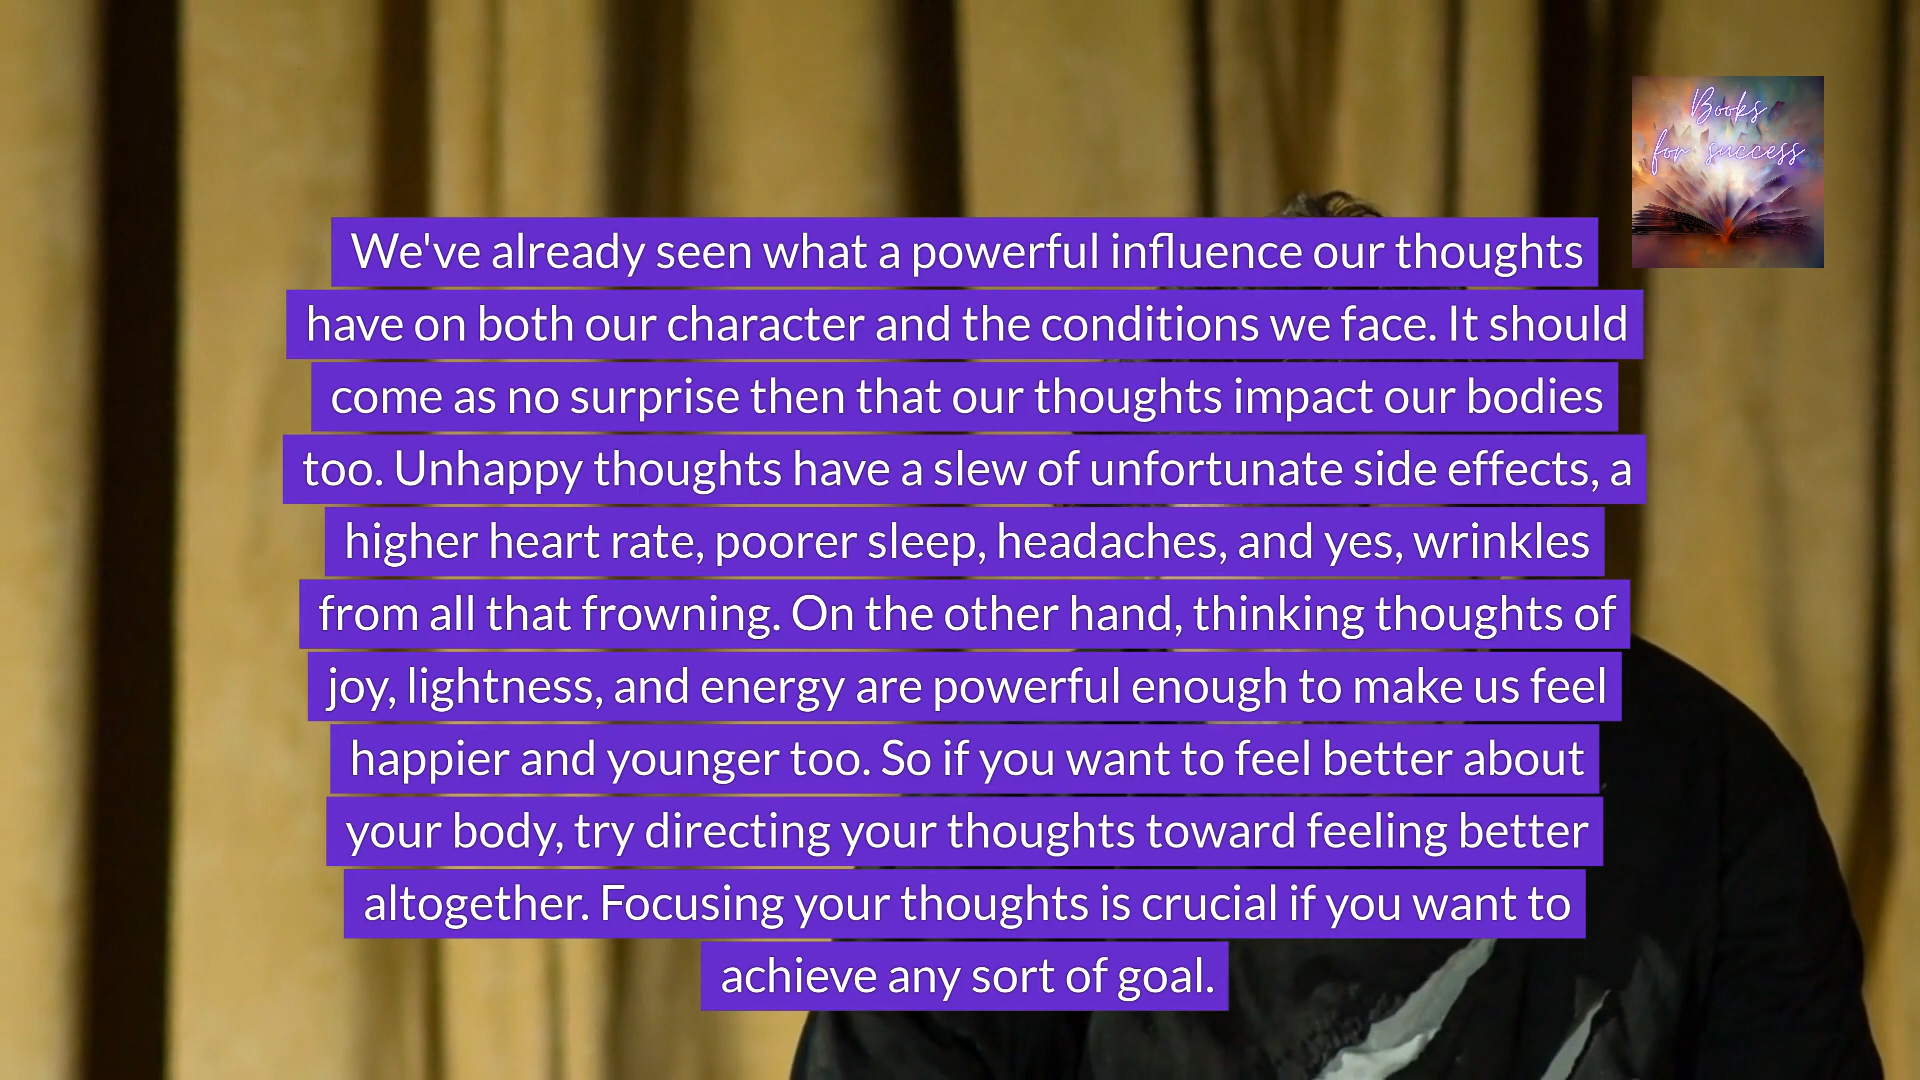 Books
for success
We've already seen what a powerful influence our thoughts
have on both our character and the conditions we face. It should
come as no surprise then that our thoughts impact our bodies
too. Unhappy thoughts have a slew of unfortunate side effects, a
higher heart rate, poorer sleep, headaches, and yes, wrinkles
from all that frowning. On the other hand, thinking thoughts of
joy, lightness, and energy are powerful enough to make us feel
happier and younger too. So if you want to feel better about
your body, try directing your thoughts toward feeling better
altogether. Focusing your thoughts is crucial if you want to
achieve any sort of goal.